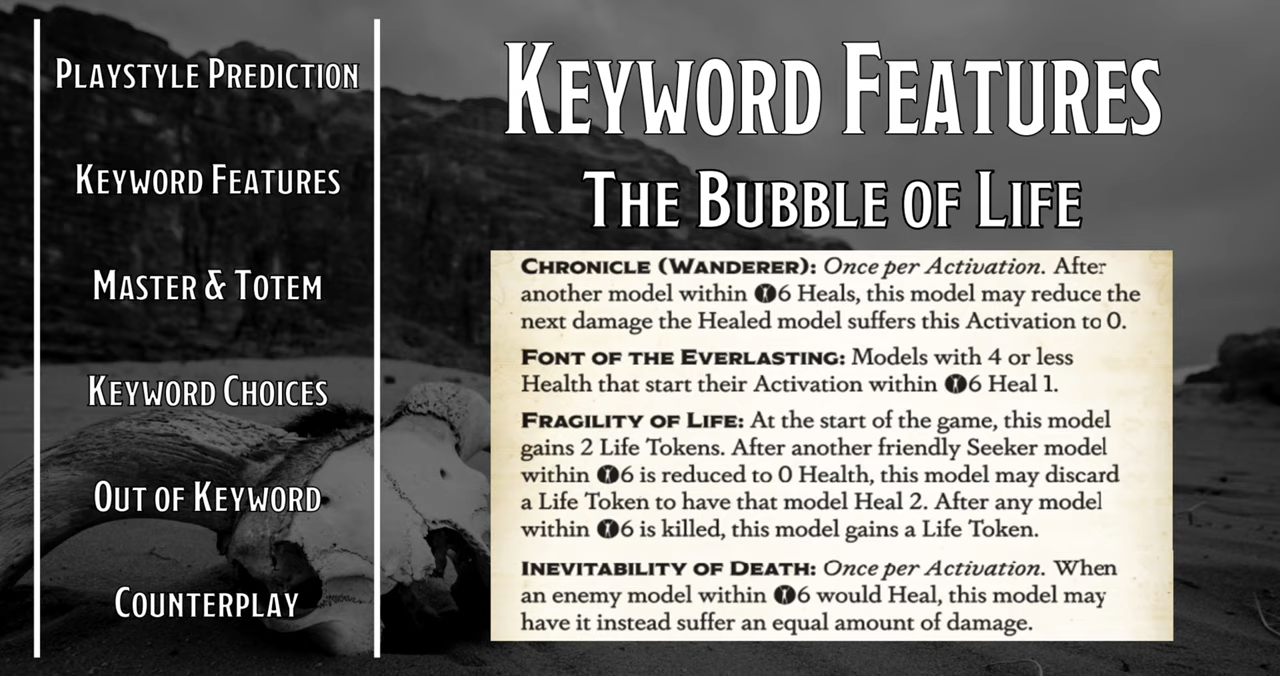 Playstyle Prediction
Keyword Features
Master & Totem
Keyword Choices
Out of Keyword
Counterplay
Keyword Features
The Bubble of Life
Chronicle (Wanderer): Once per Activation. After
another model within 6 Heals, this model may reduce the
next damage the Healed model suffers this Activation to 0.
Font of the Everlasting: Models with 4 or less
Health that start their Activation within 6 Heal 1.
Fragility of Life: At the start of the game, this model
gains 2 Life Tokens. After another friendly Seeker model
within 6 is reduced to 0 Health, this model may discard
a Life Token to have that model Heal 2. After any model
within 6 is killed, this model gains a Life Token.
Inevitability of Death: Once per Activation. When
an enemy model within 6 would Heal, this model may
have it instead suffer an equal amount of damage.